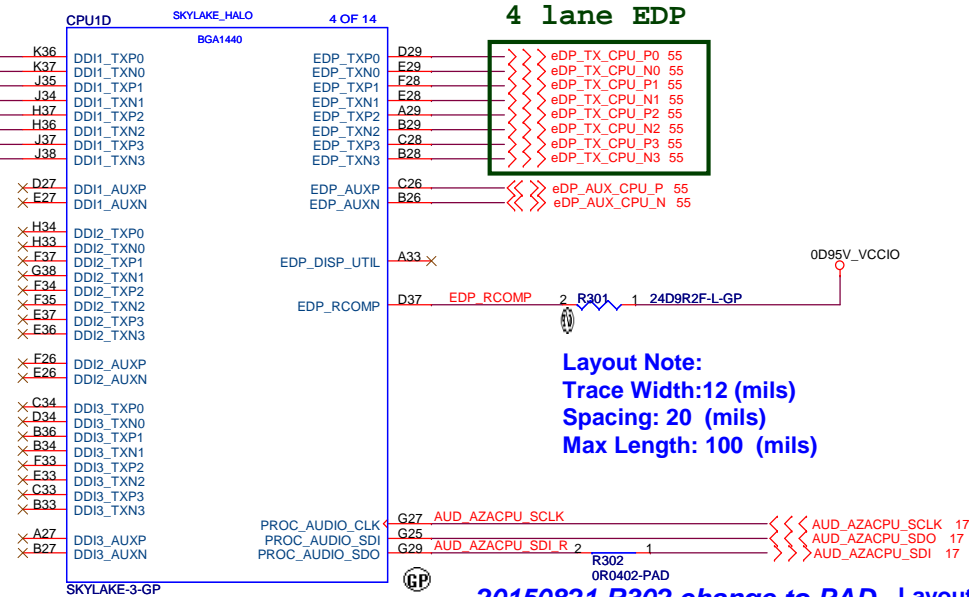 4 lane EDP
CPU1D SKYLAKE_HALO 4 OF 14
BGA1440
K36 DDI1_TXP0
K37 DDI1_TXN0
J35 DDI1_TXP1
J34 DDI1_TXN1
H37 DDI1_TXP2
H36 DDI1_TXN2
J37 DDI1_TXP3
J38 DDI1_TXN3
D27 DDI1_AUXP
E27 DDI1_AUXN
H34 DDI2_TXP0
H33 DDI2_TXN0
F37 DDI2_TXP1
G38 DDI2_TXN1
F34 DDI2_TXP2
F35 DDI2_TXN2
E37 DDI2_TXP3
E36 DDI2_TXN3
F26 DDI2_AUXP
E26 DDI2_AUXN
C34 DDI3_TXP0
D34 DDI3_TXN0
B36 DDI3_TXP1
B34 DDI3_TXN1
F33 DDI3_TXP2
E33 DDI3_TXN2
C33 DDI3_TXP3
B33 DDI3_TXN3
A27 DDI3_AUXP
B27 DDI3_AUXN
EDP_TXP0 D29 eDP_TX_CPU_P0 55
EDP_TXN0 E29 eDP_TX_CPU_N0 55
EDP_TXP1 F28 eDP_TX_CPU_P1 55
EDP_TXN1 E28 eDP_TX_CPU_N1 55
EDP_TXP2 A29 eDP_TX_CPU_P2 55
EDP_TXN2 B29 eDP_TX_CPU_N2 55
EDP_TXP3 C28 eDP_TX_CPU_P3 55
EDP_TXN3 B28 eDP_TX_CPU_N3 55
EDP_AUXP C26 eDP_AUX_CPU_P 55
EDP_AUXN B26 eDP_AUX_CPU_N 55
EDP_DISP_UTIL A33
0D95V_VCCIO
EDP_RCOMP D37 EDP_RCOMP 2 R301 1 24D9R2F-L-GP
Layout Note:
Trace Width:12 (mils)
Spacing: 20 (mils)
Max Length: 100 (mils)
PROC_AUDIO_CLK G27 AUD_AZACPU_SCLK AUD_AZACPU_SCLK 17
PROC_AUDIO_SDI G25 AUD_AZACPU_SDO 17
PROC_AUDIO_SDO G29 AUD_AZACPU_SDI_R 2 1 AUD_AZACPU_SDI 17
R302
0R0402-PAD
GP
SKYLAKE-3-GP
20150821 R302 change to PAD Layout